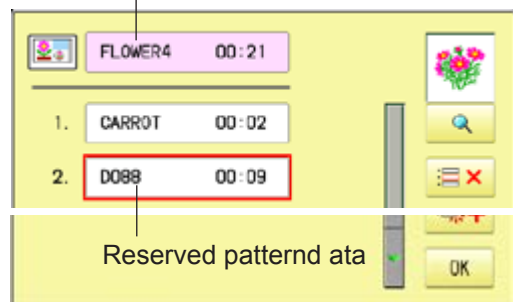 FLOWER4 00:21
1. CARROT 00:02
2. D088 00:09
Reserved patternd ata
OK